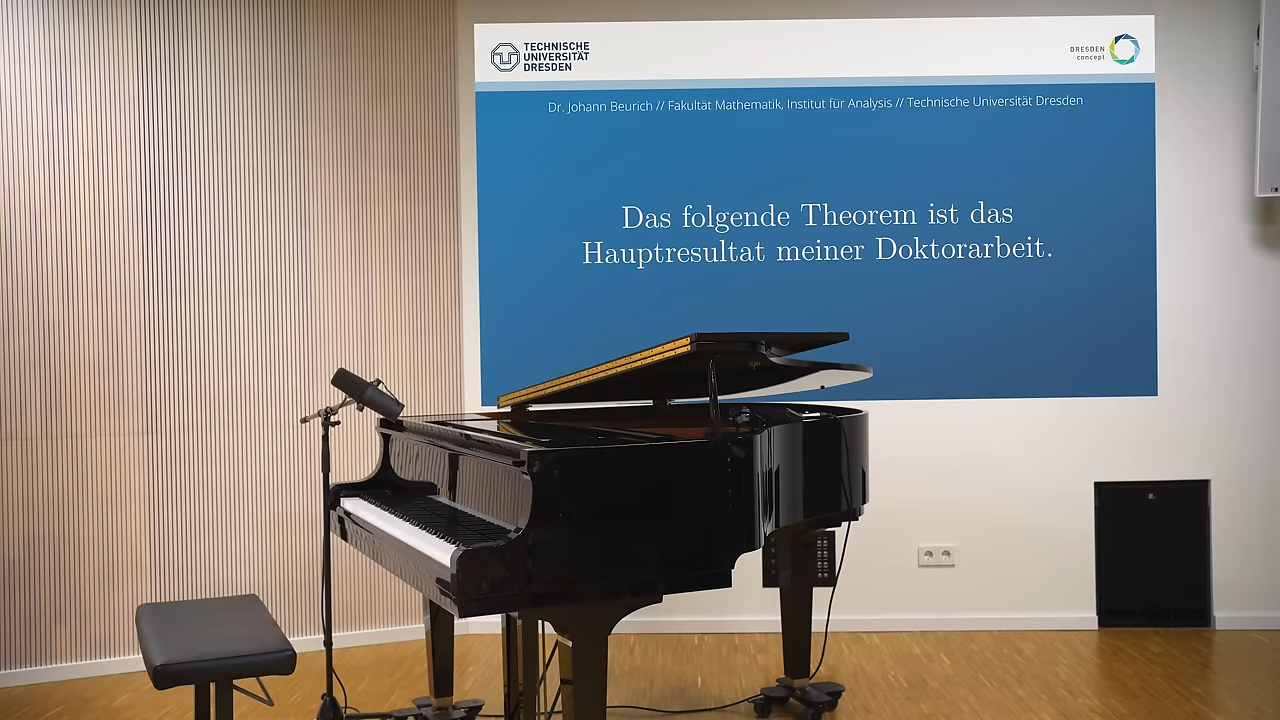 TECHNISCHE
UNIVERSITÄT
DRESDEN
DRESDEN
concept
Dr. Johann Beurich // Fakultät Mathematik, Institut für Analysis // Technische Universität Dresden
Das folgende Theorem ist das
Hauptresultat meiner Doktorarbeit.